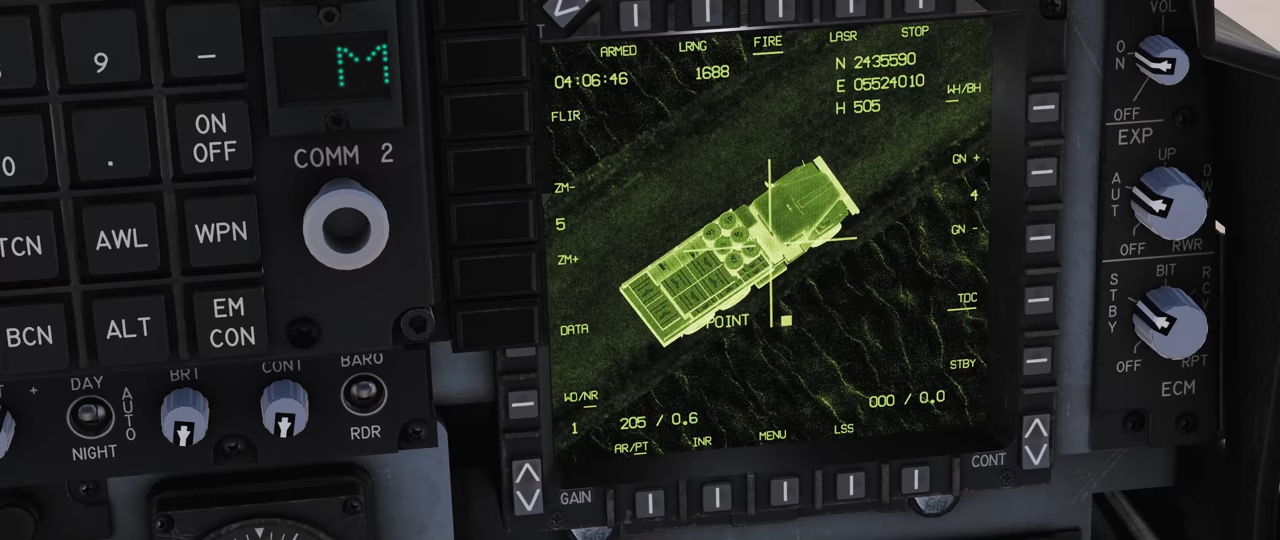 9
-
M
0
.
ON
OFF
COMM 2
TCN
AWL
WPN
BCN
ALT
EM
CON
+
DAY
AUTO
NIGHT
BRT
CONT
BARO
RDR
T
ARMED
LRNG
FIRE
LASR
STOP
04:06:46
1688
N 2435590
E 05524010
H 505
WH/BH
FLIR
GN +
ZM-
4
5
GN -
ZM+
TDC
DATA
POINT
STBY
WD/NR
1
205 / 0.6
000 / 0.0
AR/PT
INR
MENU
LSS
GAIN
CONT
VOL
ON
OFF
EXP
UP
AUT
OFF
RWR
BIT
STBY
RCV
OFF
RPT
ECM